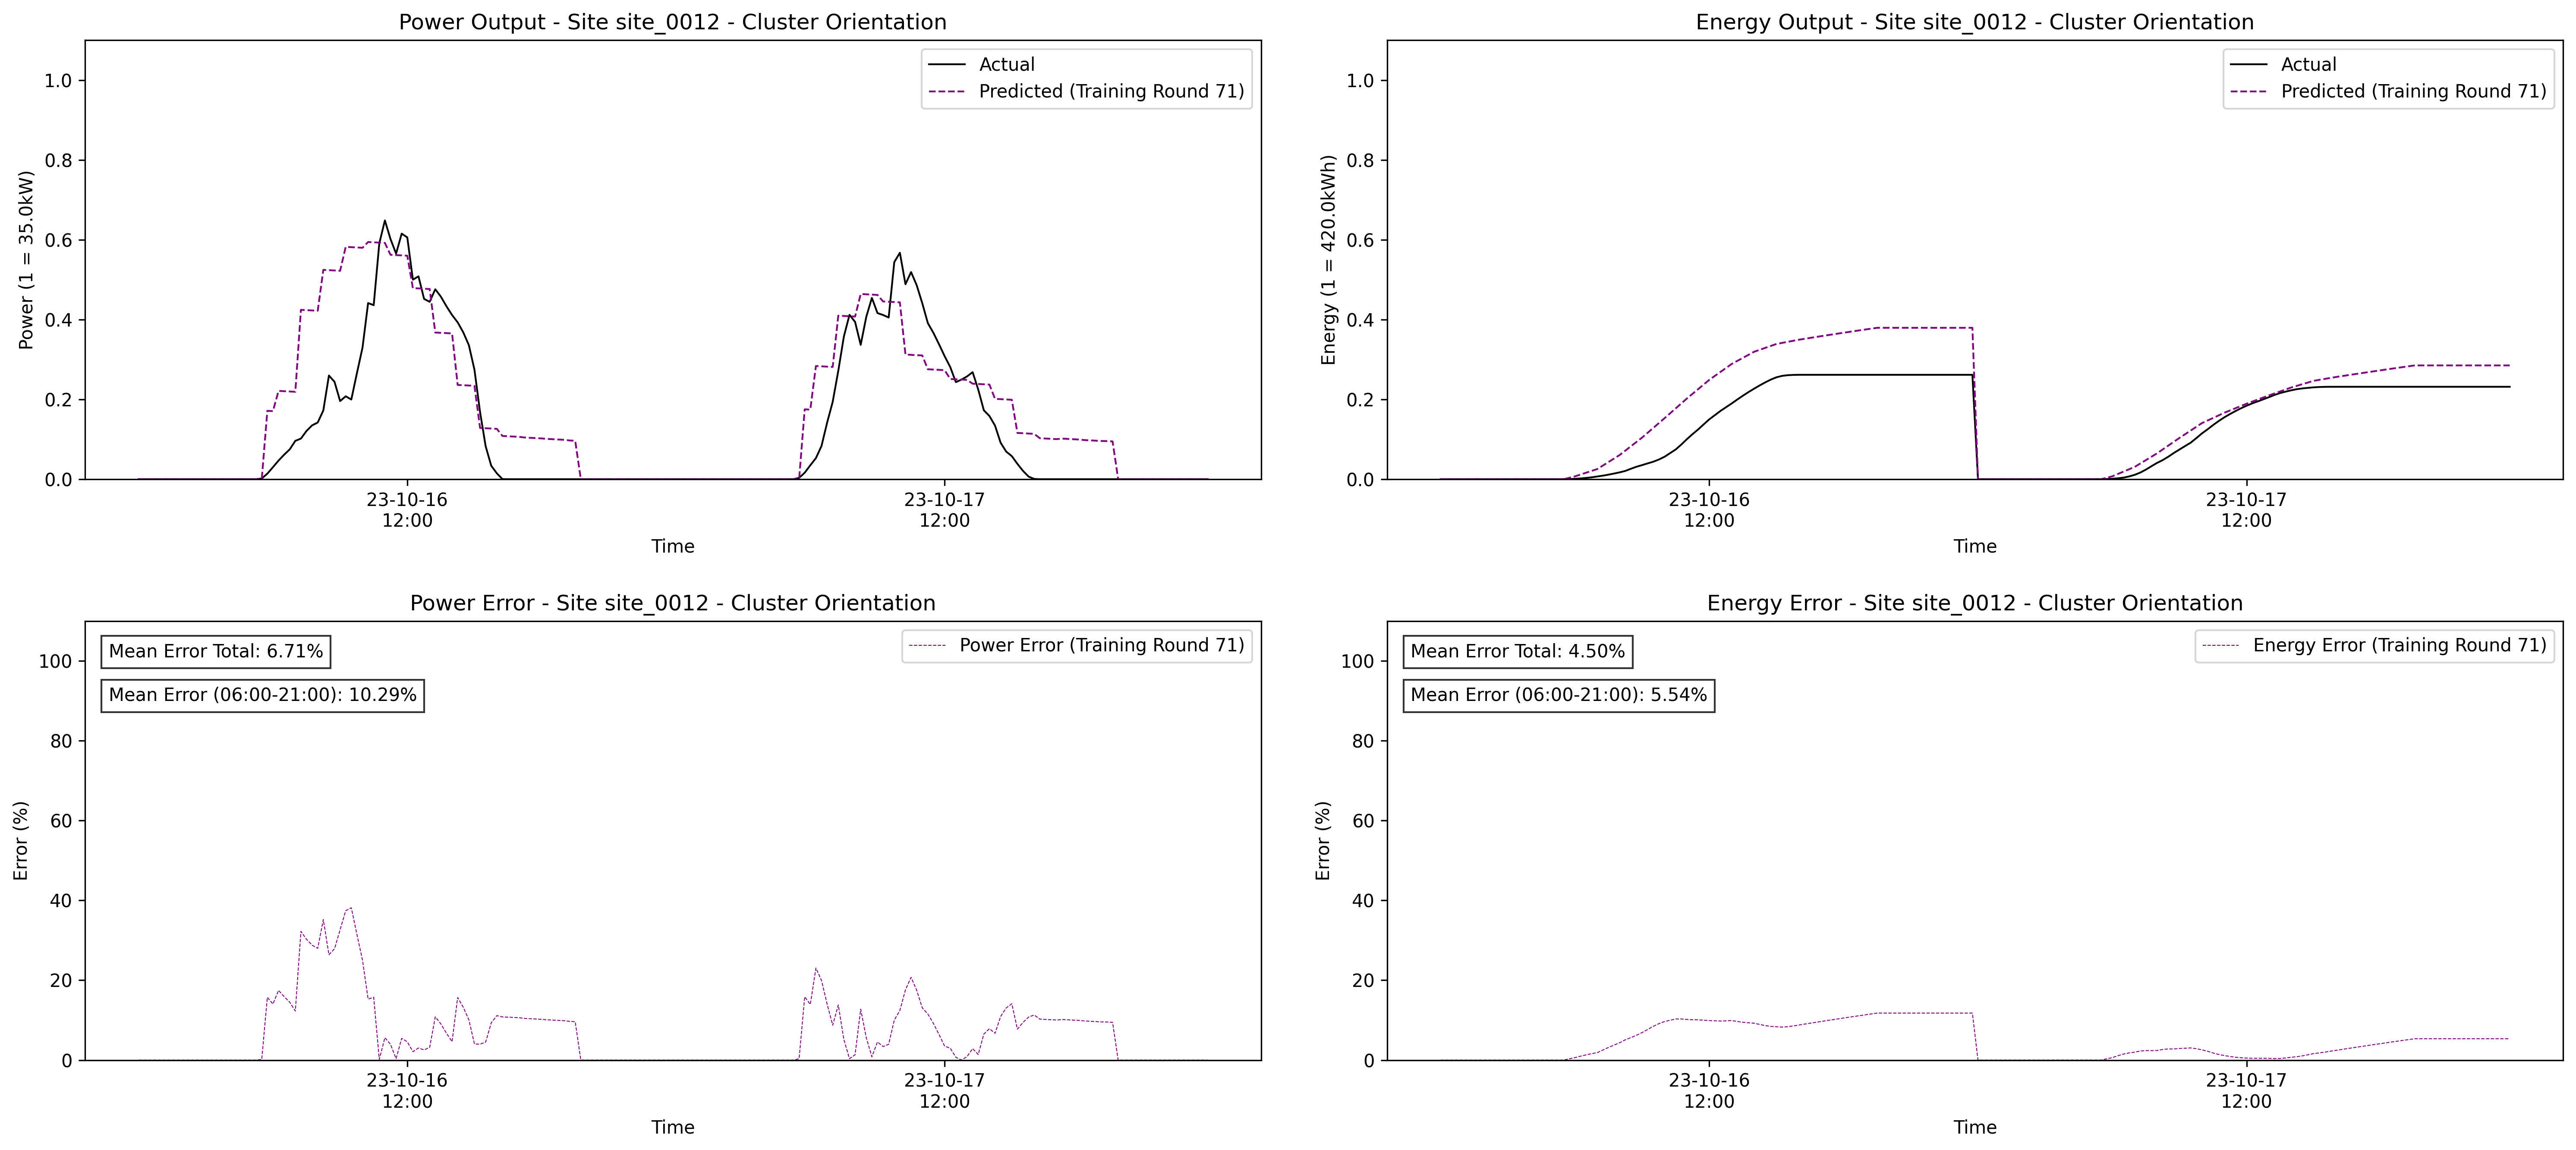 Power Output - Site site_0012 - Cluster Orientation
Power (1 = 35.0kW)
1.0
0.8
0.6
0.4
0.2
0.0
Actual
Predicted (Training Round 71)
23-10-16
12:00
23-10-17
12:00
Time
Energy Output - Site site_0012 - Cluster Orientation
Energy (1 = 420.0kWh)
1.0
0.8
0.6
0.4
0.2
0.0
Actual
Predicted (Training Round 71)
23-10-16
12:00
23-10-17
12:00
Time
Power Error - Site site_0012 - Cluster Orientation
Error (%)
100
80
60
40
20
0
Mean Error Total: 6.71%
Mean Error (06:00-21:00): 10.29%
Power Error (Training Round 71)
23-10-16
12:00
23-10-17
12:00
Time
Energy Error - Site site_0012 - Cluster Orientation
Error (%)
100
80
60
40
20
0
Mean Error Total: 4.50%
Mean Error (06:00-21:00): 5.54%
Energy Error (Training Round 71)
23-10-16
12:00
23-10-17
12:00
Time